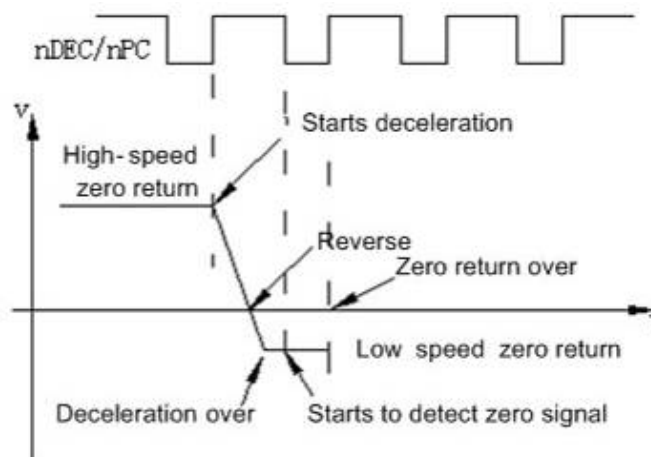 nDEC/nPC
v
Starts deceleration
High-speed
zero return
Reverse
Zero return over
Low speed zero return
Deceleration over
Starts to detect zero signal